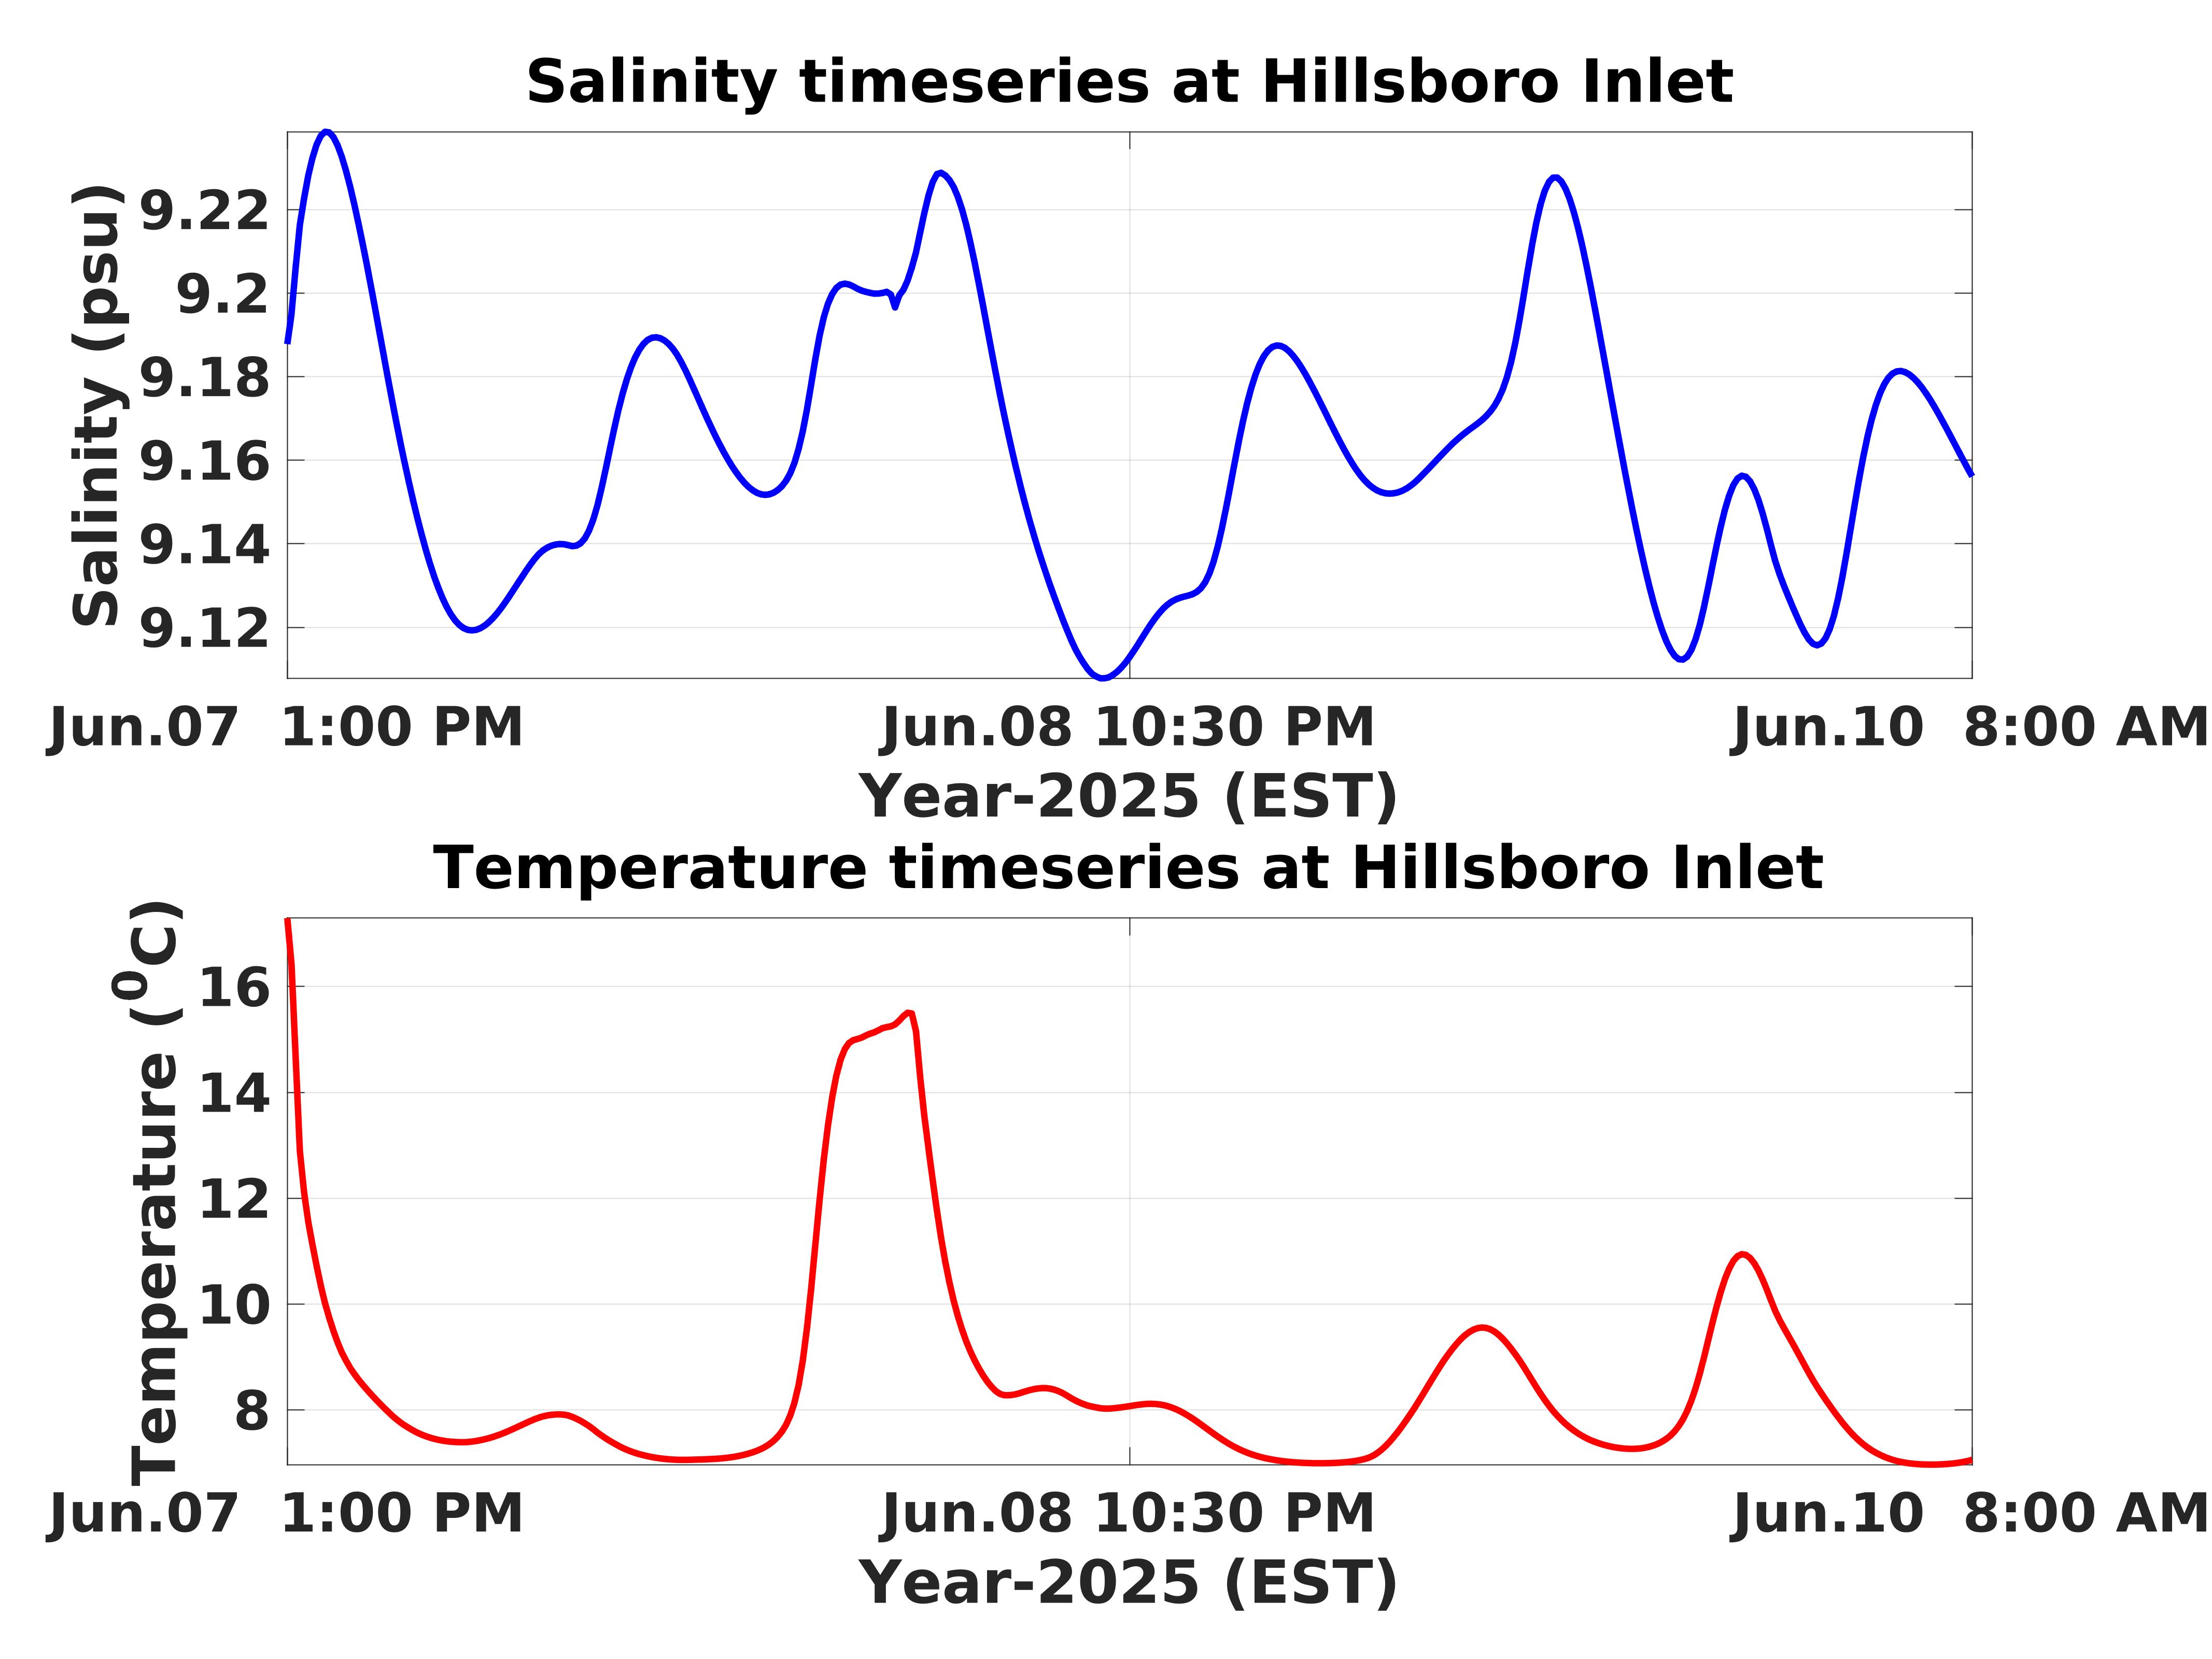 Salinity timeseries at Hillsboro Inlet
Salinity (psu)
9.22
9.2
9.18
9.16
9.14
9.12
Jun.07  1:00 PM
Jun.08 10:30 PM
Jun.10  8:00 AM
Year-2025 (EST)
Temperature timeseries at Hillsboro Inlet
Temperature (⁰C)
16
14
12
10
8
Jun.07  1:00 PM
Jun.08 10:30 PM
Jun.10  8:00 AM
Year-2025 (EST)